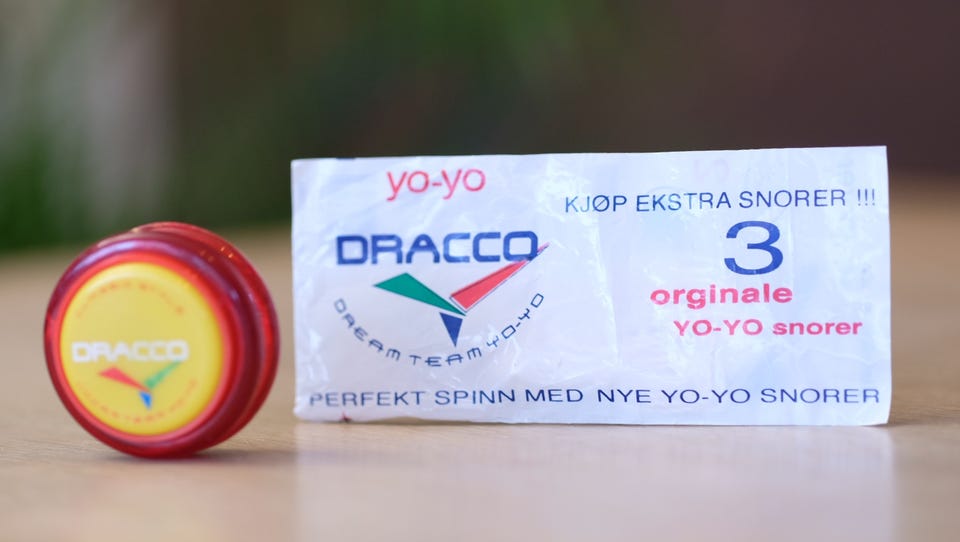 DRACCO
yo-yo
DRACCO
DREAM TEAM YO-YO
KJØP EKSTRA SNORER !!!
3
orginale
YO-YO snorer
PERFEKT SPINN MED NYE YO-YO SNORER